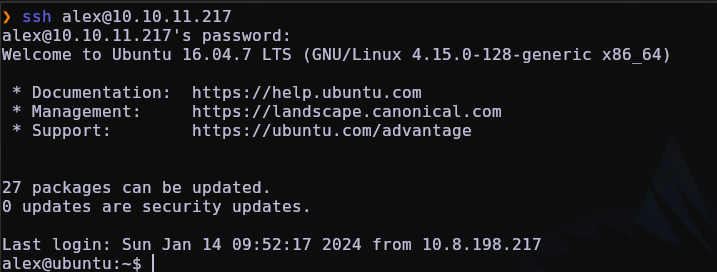 ❯ ssh alex@10.10.11.217
alex@10.10.11.217's password:
Welcome to Ubuntu 16.04.7 LTS (GNU/Linux 4.15.0-128-generic x86_64)
* Documentation:  https://help.ubuntu.com
* Management:     https://landscape.canonical.com
* Support:        https://ubuntu.com/advantage
27 packages can be updated.
0 updates are security updates.
Last login: Sun Jan 14 09:52:17 2024 from 10.8.198.217
alex@ubuntu:~$